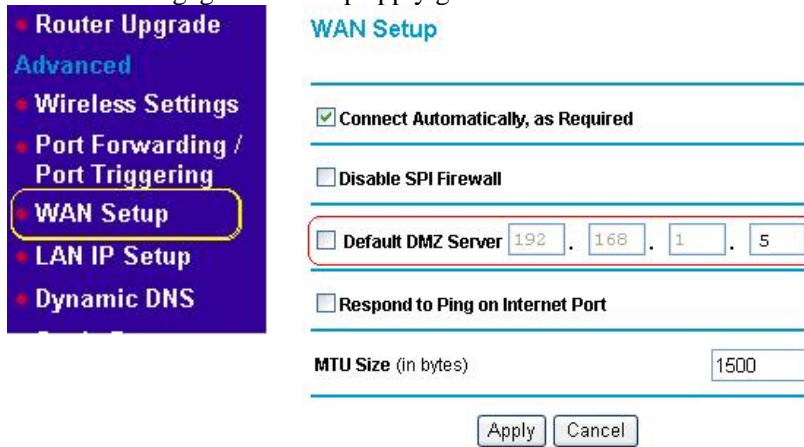 Router Upgrade
Advanced
Wireless Settings
Port Forwarding /
Port Triggering
WAN Setup
LAN IP Setup
Dynamic DNS
WAN Setup
Connect Automatically, as Required
Disable SPI Firewall
Default DMZ Server 192 . 168 . 1 . 5
Respond to Ping on Internet Port
MTU Size (in bytes) 1500
Apply Cancel